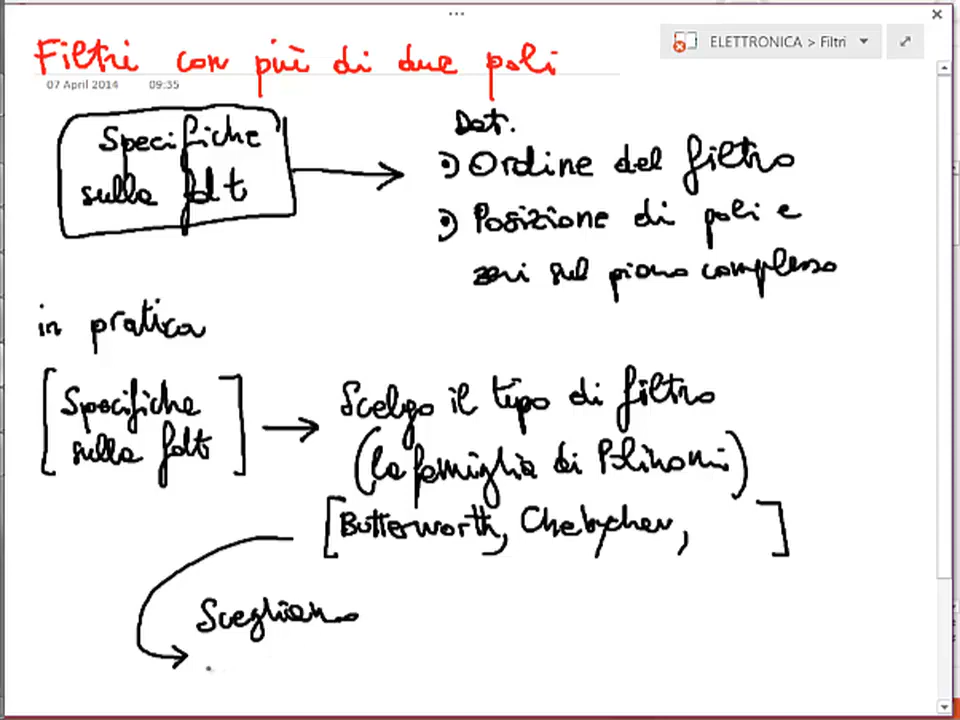 ...
ELETTRONICA > Filtri
Filtri con più di due poli
07 April 2014 09:35
Specifiche
sulla fdt
Det.
Ordine del filtro
Posizione di poli e
zeri sul piano complesso
in pratica
[Specifiche
sulla fdt]
Scelgo il tipo di filtro
(la famiglia di Polinomi)
[Butterworth, Chebychev, ]
Scegliamo